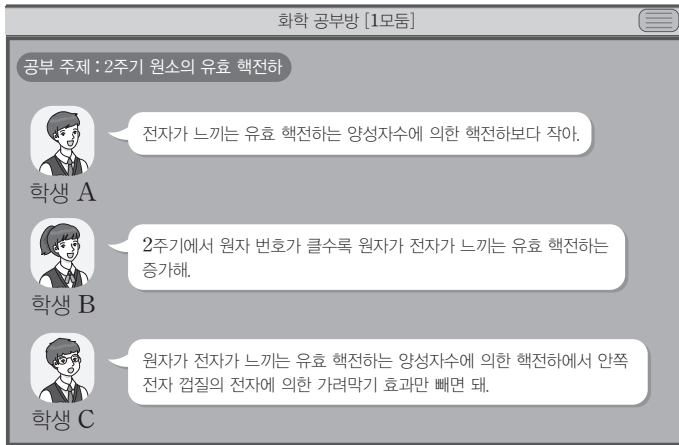 화학 공부방 [1모둠]
공부 주제 : 2주기 원소의 유효 핵전하
전자가 느끼는 유효 핵전하는 양성자수에 의한 핵전하보다 작아.
학생 A
2주기에서 원자 번호가 클수록 원자가 전자가 느끼는 유효 핵전하는
증가해.
학생 B
원자가 전자가 느끼는 유효 핵전하는 양성자수에 의한 핵전하에서 안쪽
전자 껍질의 전자에 의한 가려막기 효과만 빼면 돼.
학생 C